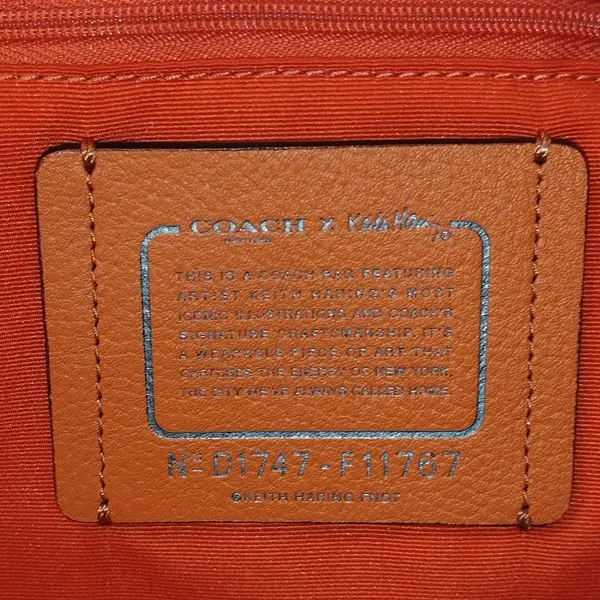 COACH X Keith Haring
NEW YORK
THIS IS A COACH BAG FEATURING
ARTIST KEITH HARING'S MOST
ICONIC ILLUSTRATIONS AND COACH'S
SIGNATURE CRAFTSMANSHIP. IT'S
A WEARABLE PIECE OF ART THAT
CAPTURES THE ENERGY OF NEW YORK,
THE CITY WE'VE ALWAYS CALLED HOME.
Nº D1747-F11767
©KEITH HARING FNDT